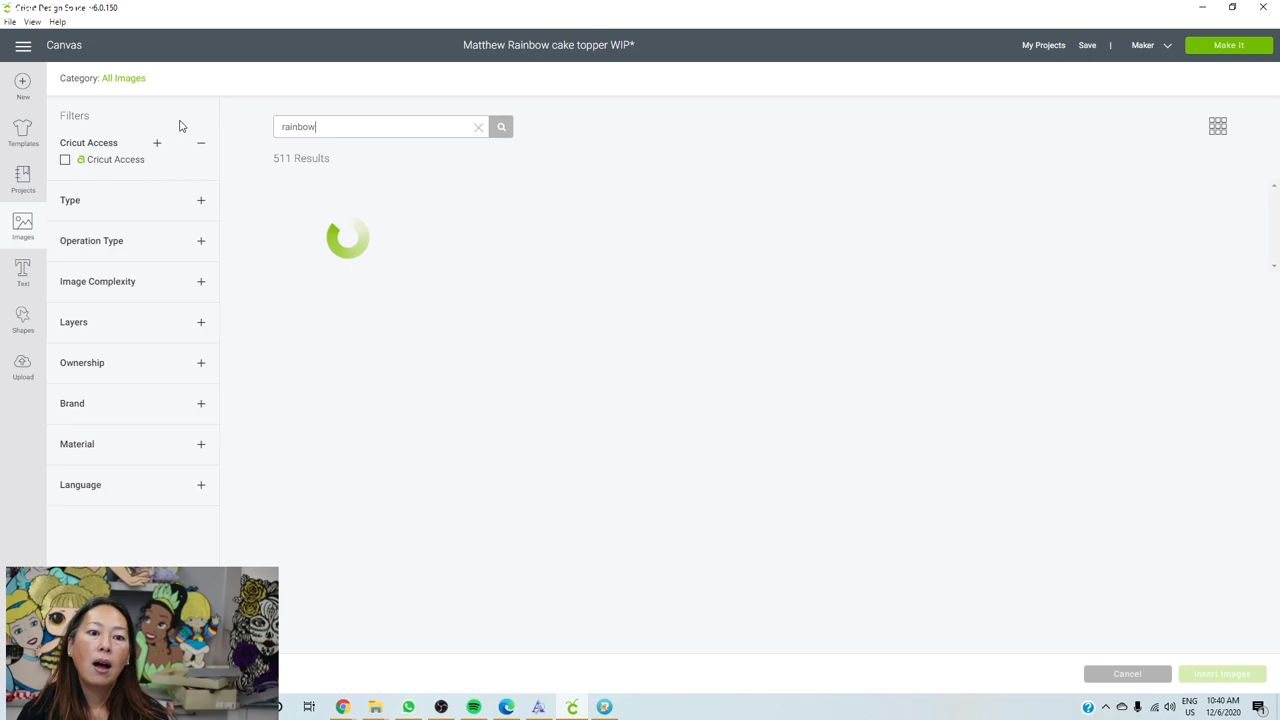 Cricut Design Space v6.0.150
File View Help
Canvas
Matthew Rainbow cake topper WIP*
My Projects Save | Maker Make It
Category: All Images
New
Templates
Projects
Images
Text
Shapes
Upload
Filters
Cricut Access
Cricut Access
Type
Operation Type
Image Complexity
Layers
Ownership
Brand
Material
Language
rainbow
511 Results
Cancel Insert Images
ENG
US
10:40 AM
12/6/2020